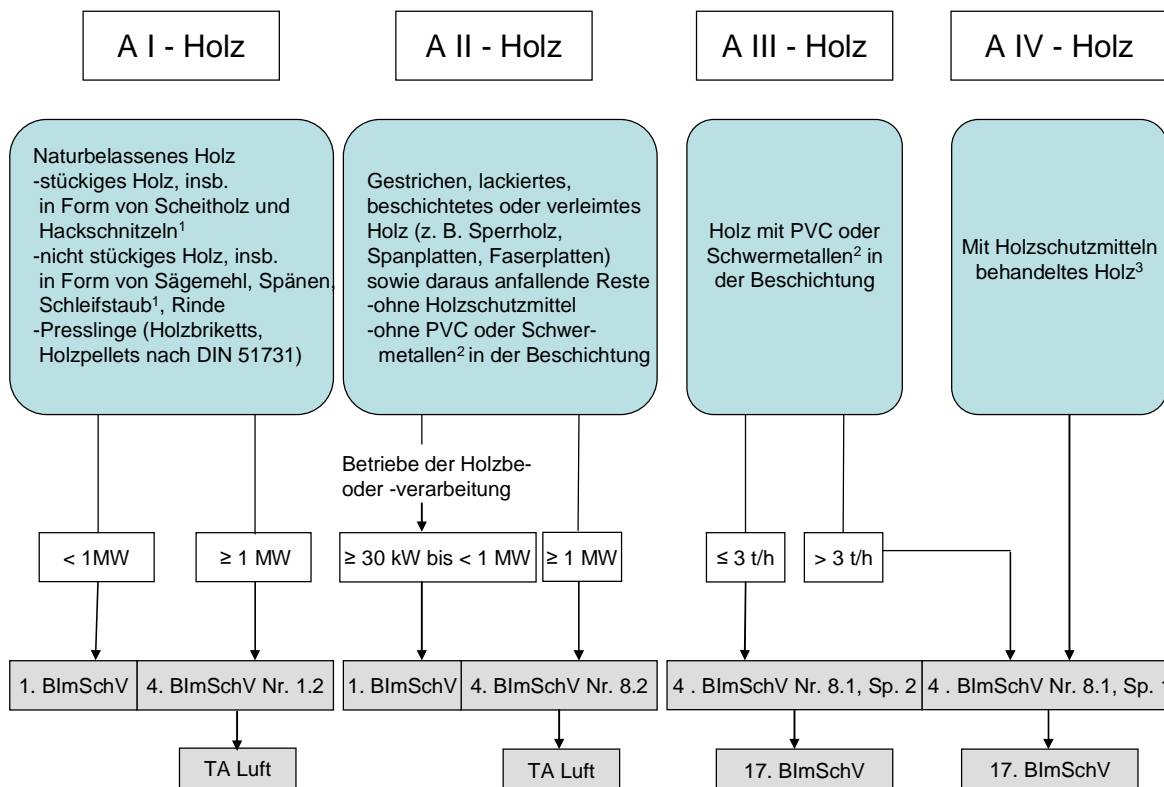 A I - Holz
A II - Holz
A III - Holz
A IV - Holz
Naturbelassenes Holz
-stückiges Holz, insb.
in Form von Scheitholz und
Hackschnitzeln¹
-nicht stückiges Holz, insb.
in Form von Sägemehl, Spänen,
Schleifstaub¹, Rinde
-Presslinge (Holzbriketts,
Holzpellets nach DIN 51731)
Gestrichen, lackiertes,
beschichtetes oder verleimtes
Holz (z. B. Sperrholz,
Spanplatten, Faserplatten)
sowie daraus anfallende Reste
-ohne Holzschutzmittel
-ohne PVC oder Schwer-
metallen² in der Beschichtung
Holz mit PVC oder
Schwermetallen² in
der Beschichtung
Mit Holzschutzmitteln
behandeltes Holz³
Betriebe der Holzbe-
oder -verarbeitung
< 1MW
≥ 1 MW
≥ 30 kW bis < 1 MW
≥ 1 MW
≤ 3 t/h
> 3 t/h
1. BImSchV
4. BImSchV Nr. 1.2
1. BImSchV
4. BImSchV Nr. 8.2
4 . BImSchV Nr. 8.1, Sp. 2
4 . BImSchV Nr. 8.1, Sp. 1
TA Luft
TA Luft
17. BImSchV
17. BImSchV